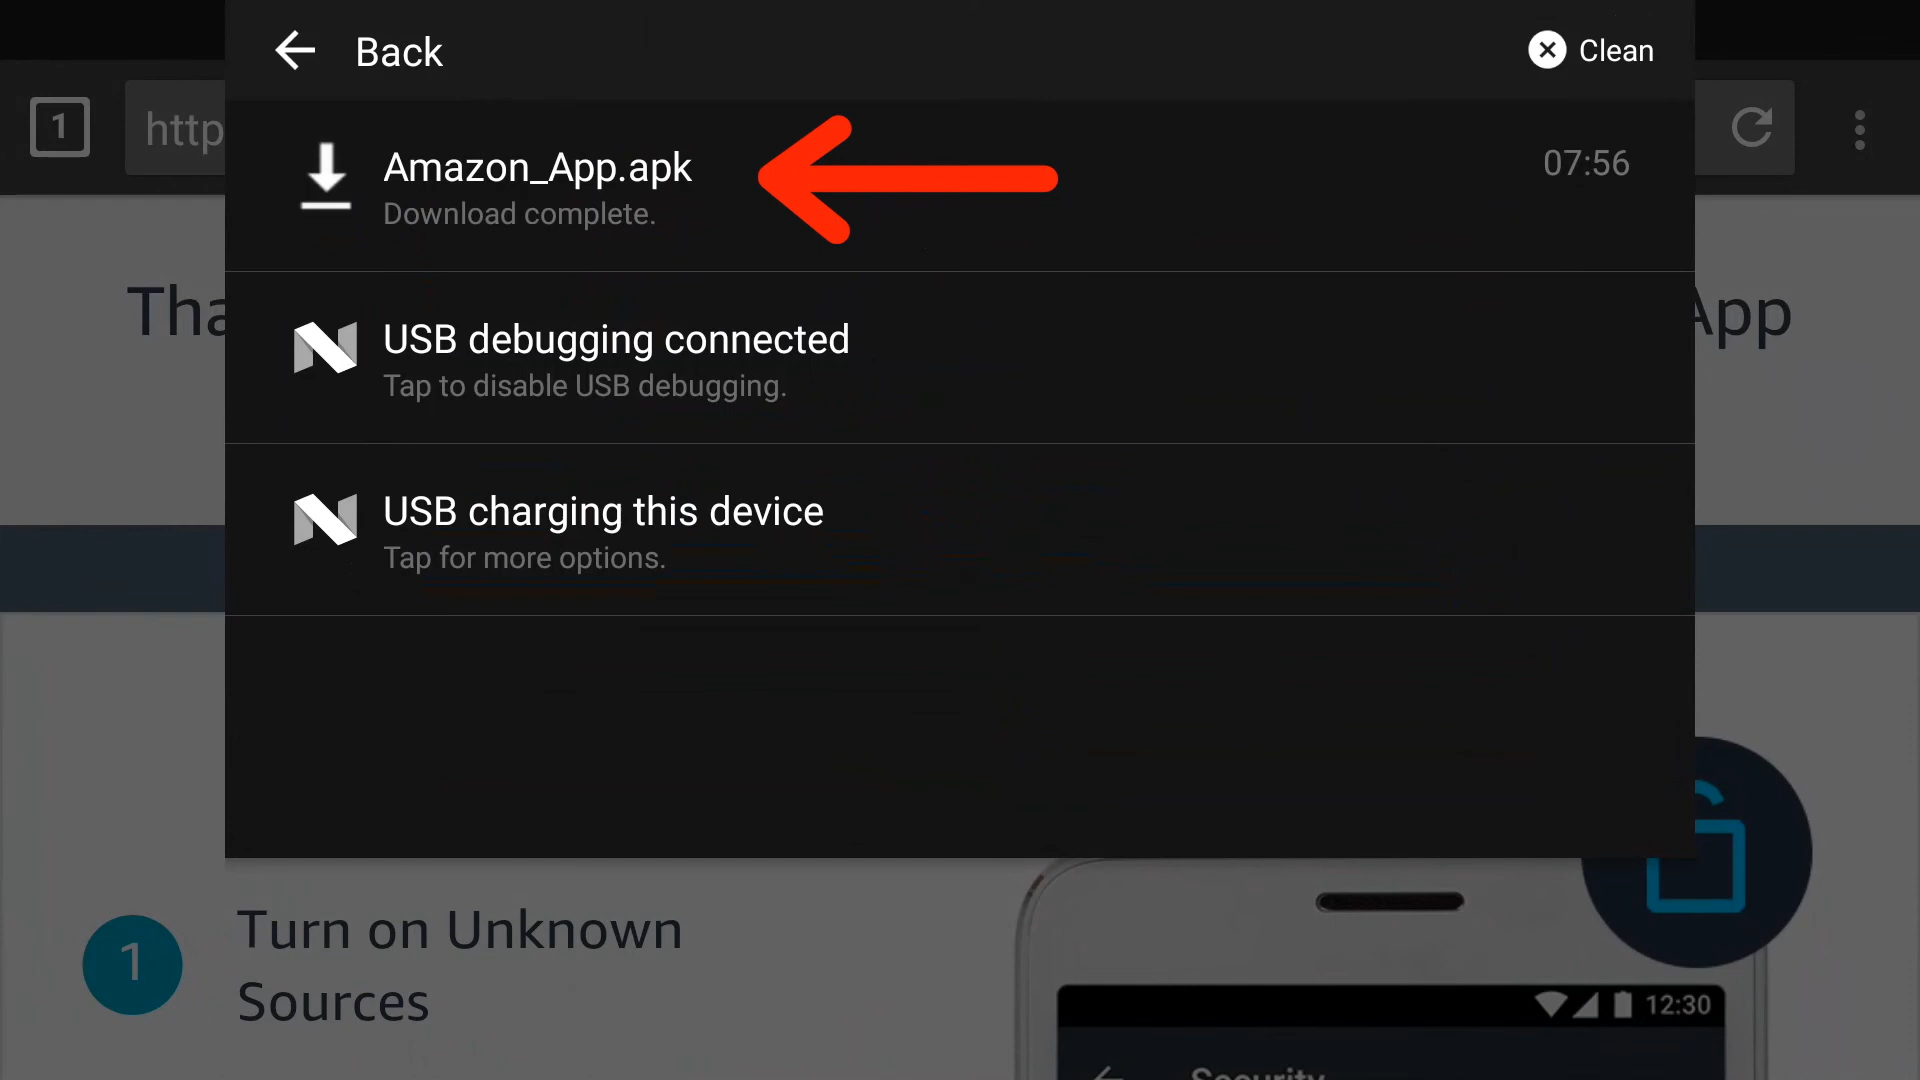 Back
Clean
1
http
Amazon_App.apk
07:56
Download complete.
Tha
App
USB debugging connected
Tap to disable USB debugging.
USB charging this device
Tap for more options.
1
Turn on Unknown
Sources
12:30
Security